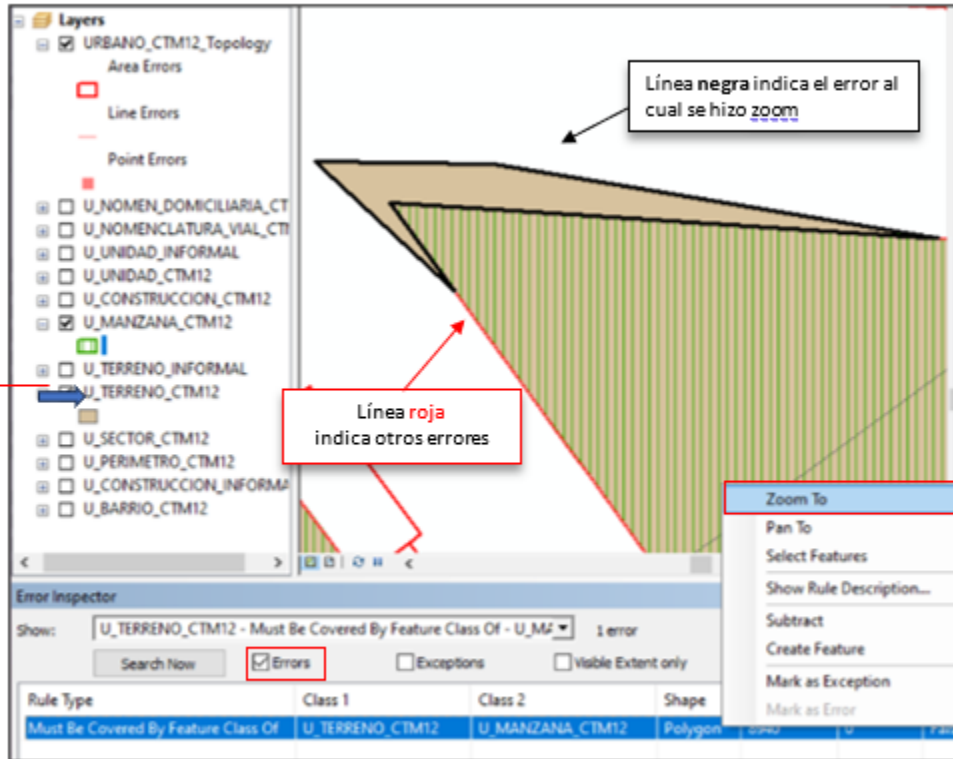 Layers
URBANO_CTM12_Topology
Area Errors
Line Errors
Point Errors
U_NOMEN_DOMICILIARIA_CT
U_NOMENCLATURA_VIAL_CTI
U_UNIDAD_INFORMAL
U_UNIDAD_CTM12
U_CONSTRUCCION_CTM12
U_MANZANA_CTM12
U_TERRENO_INFORMAL
U_TERRENO_CTM12
U_SECTOR_CTM12
U_PERIMETRO_CTM12
U_CONSTRUCCION_INFORMA
U_BARRIO_CTM12
Línea negra indica el error al
cual se hizo zoom
Línea roja
indica otros errores
Zoom To
Pan To
Select Features
Show Rule Description...
Subtract
Create Feature
Mark as Exception
Mark as Error
Error Inspector
Show: U_TERRENO_CTM12 - Must Be Covered By Feature Class Of - U_MA 1 error
Search Now Errors Exceptions Visible Extent only
Rule Type Class 1 Class 2 Shape
Must Be Covered By Feature Class Of U_TERRENO_CTM12 U_MANZANA_CTM12 Polygon